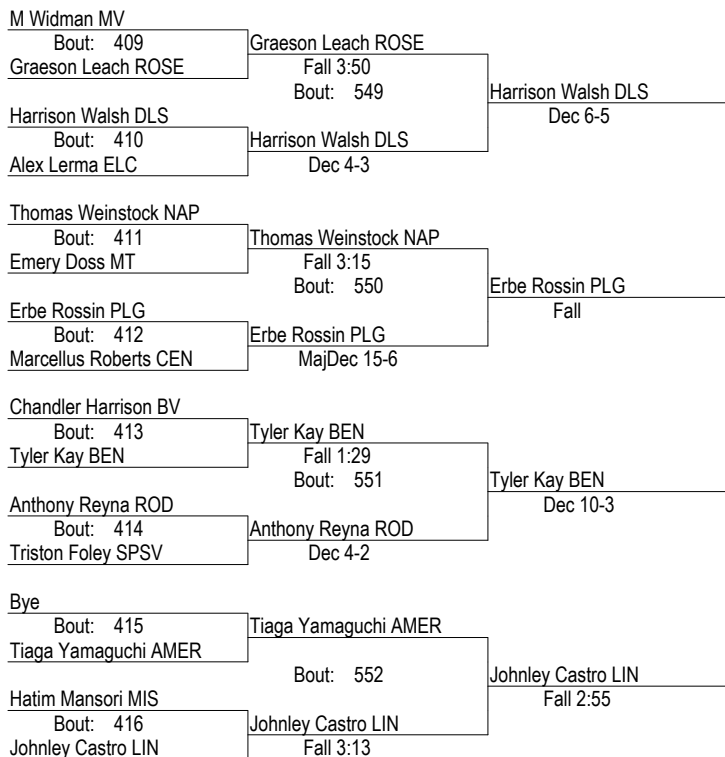 M Widman MV
Bout: 409
Graeson Leach ROSE
Graeson Leach ROSE
Fall 3:50
Bout: 549
Harrison Walsh DLS
Dec 6-5
Harrison Walsh DLS
Bout: 410
Alex Lerma ELC
Harrison Walsh DLS
Dec 4-3
Thomas Weinstock NAP
Bout: 411
Emery Doss MT
Thomas Weinstock NAP
Fall 3:15
Bout: 550
Erbe Rossin PLG
Fall
Erbe Rossin PLG
Bout: 412
Marcellus Roberts CEN
Erbe Rossin PLG
MajDec 15-6
Chandler Harrison BV
Bout: 413
Tyler Kay BEN
Tyler Kay BEN
Fall 1:29
Bout: 551
Tyler Kay BEN
Dec 10-3
Anthony Reyna ROD
Bout: 414
Triston Foley SPSV
Anthony Reyna ROD
Dec 4-2
Bye
Bout: 415
Tiaga Yamaguchi AMER
Tiaga Yamaguchi AMER
Bout: 552
Johnley Castro LIN
Fall 2:55
Hatim Mansori MIS
Bout: 416
Johnley Castro LIN
Johnley Castro LIN
Fall 3:13